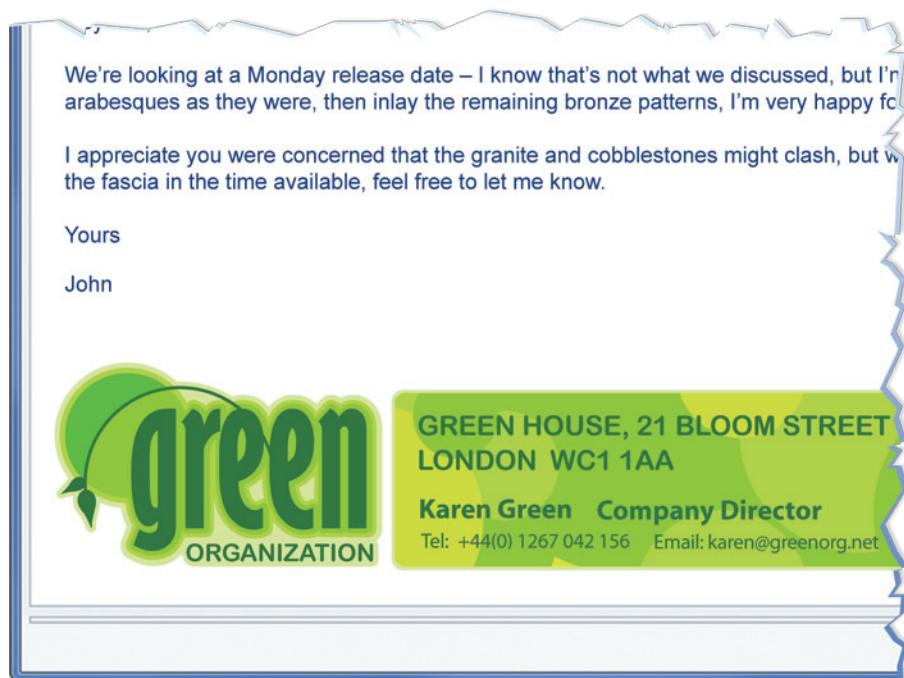 We're looking at a Monday release date – I know that's not what we discussed, but
arabesques as they were, then inlay the remaining bronze patterns, I'm very happy
I appreciate you were concerned that the granite and cobblestones might clash, but
the fascia in the time available, feel free to let me know.
Yours
John
green
ORGANIZATION
GREEN HOUSE, 21 BLOOM STREET
LONDON WC1 1AA
Karen Green Company Director
Tel: +44(0) 1267 042 156 Email: karen@greenorg.net